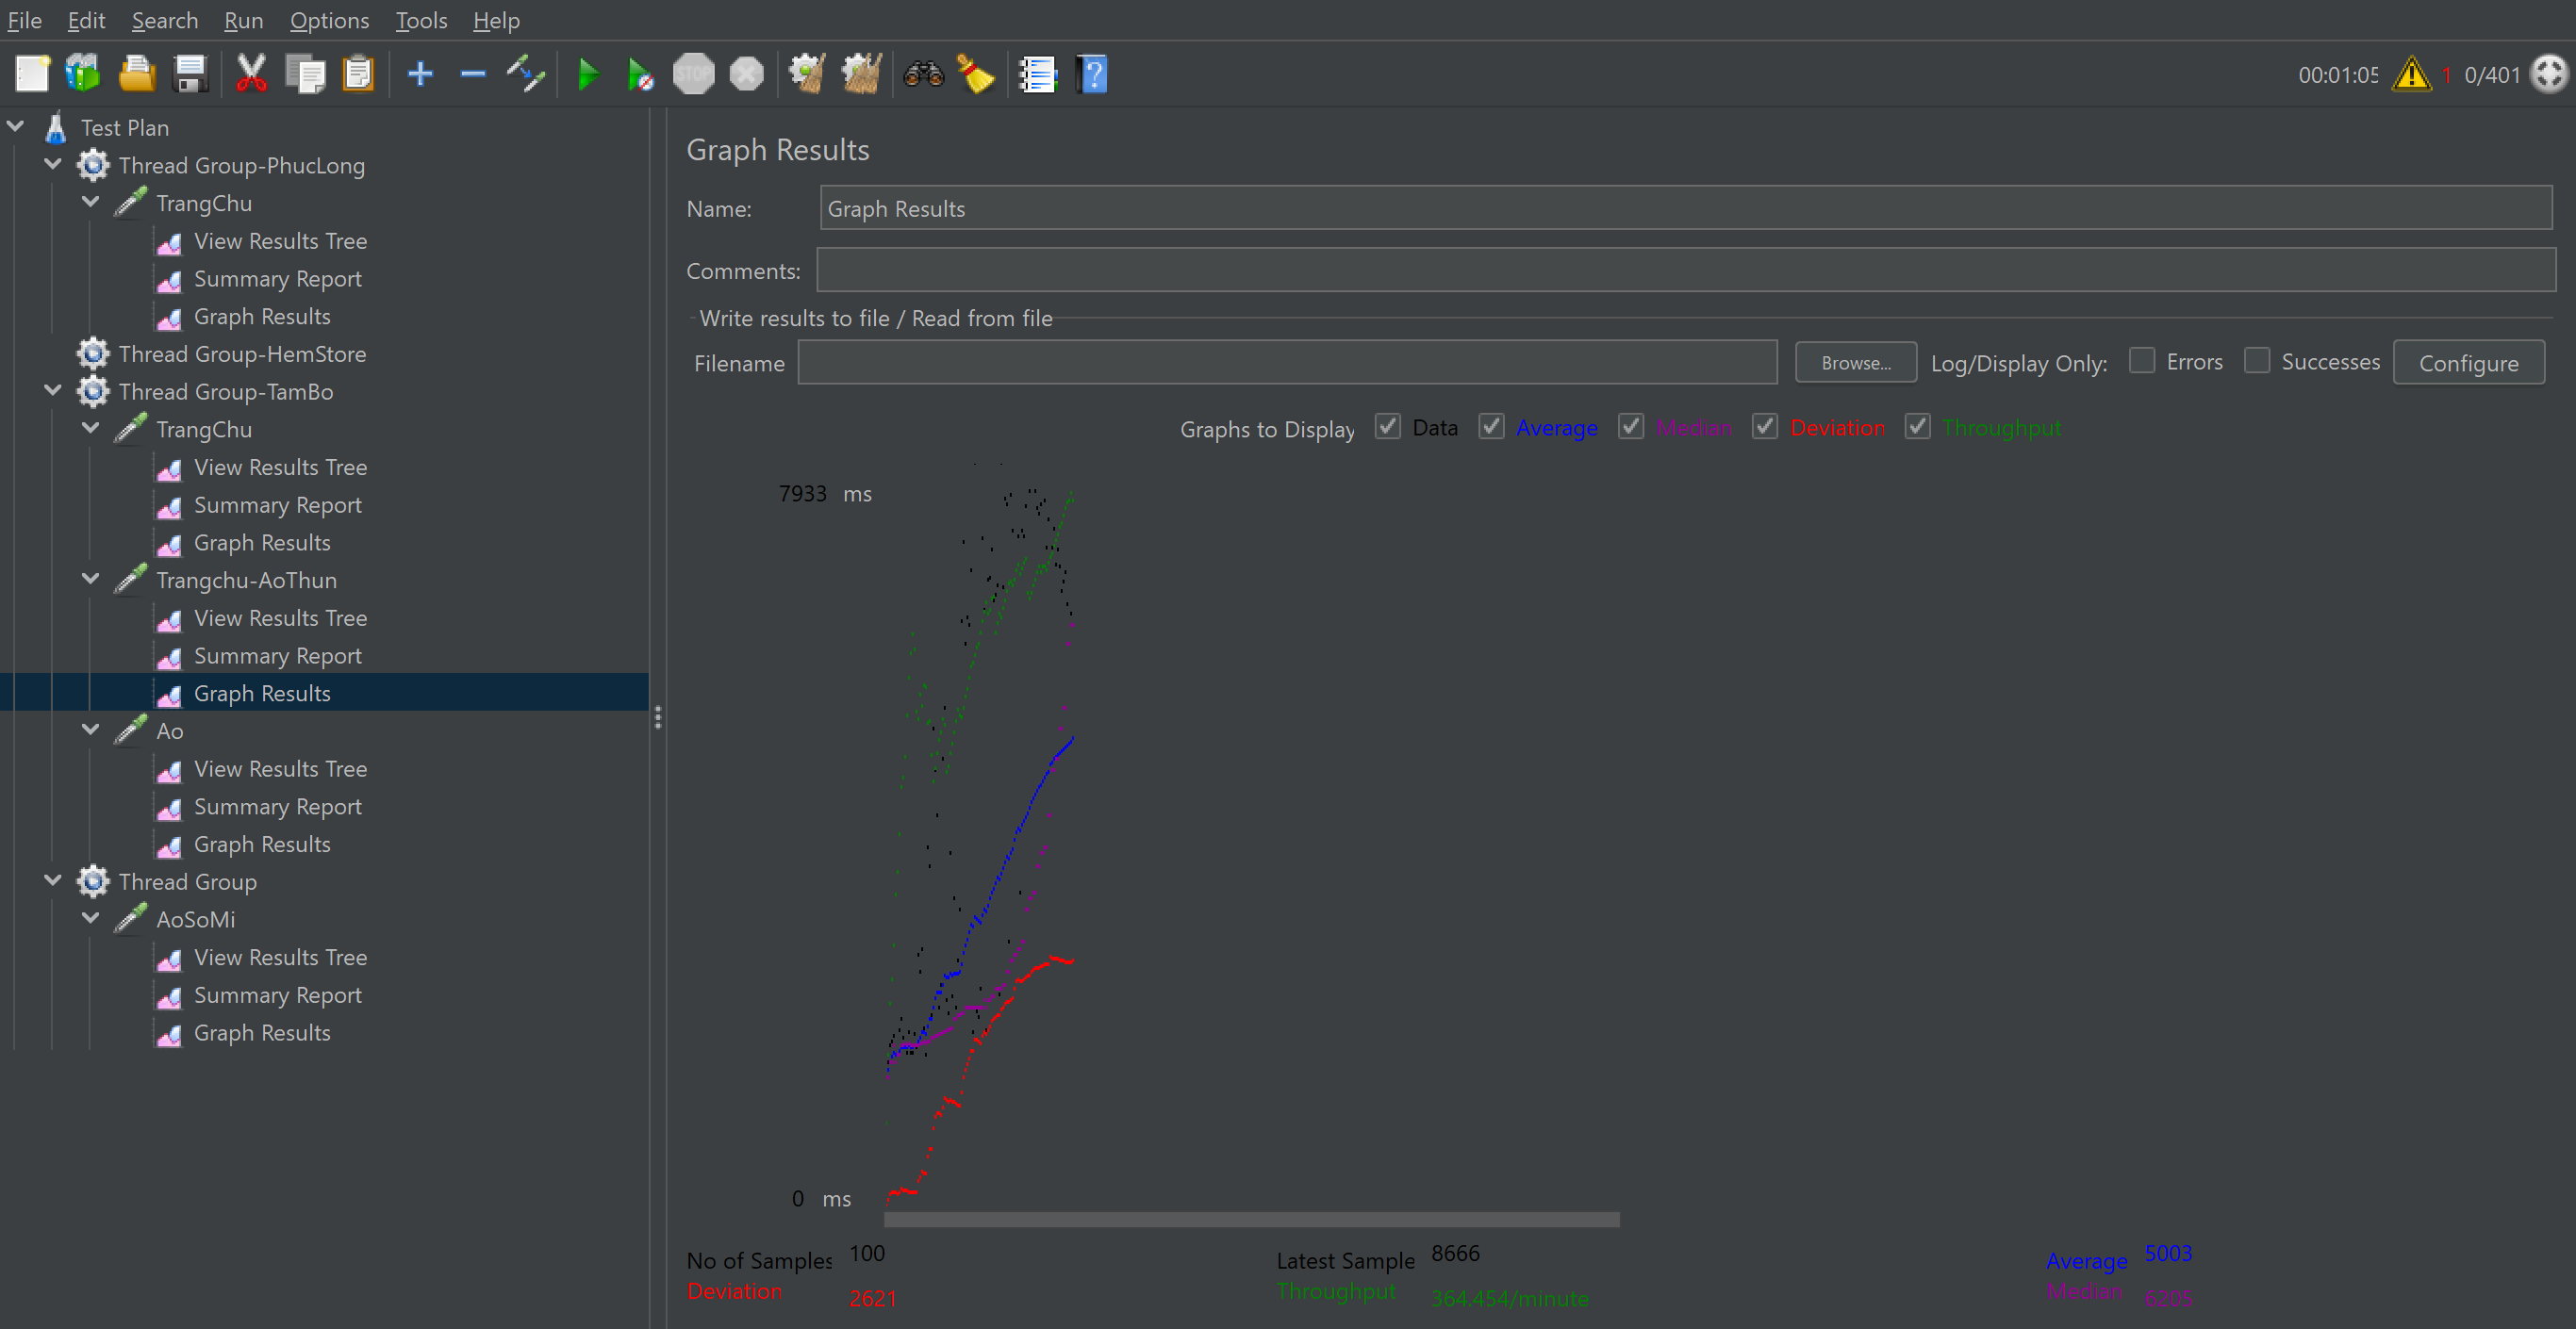 File Edit Search Run Options Tools Help
STOP
00:01:05 1 0/401
Test Plan
Thread Group-PhucLong
TrangChu
View Results Tree
Summary Report
Graph Results
Thread Group-HemStore
Thread Group-TamBo
TrangChu
View Results Tree
Summary Report
Graph Results
Trangchu-AoThun
View Results Tree
Summary Report
Graph Results
Ao
View Results Tree
Summary Report
Graph Results
Thread Group
AoSoMi
View Results Tree
Summary Report
Graph Results
Graph Results
Name: Graph Results
Comments:
Write results to file / Read from file
Filename Browse... Log/Display Only: Errors Successes Configure
Graphs to Display Data Average Median Deviation Throughput
7933 ms
0 ms
No of Samples 100 Latest Sample 8666 Average 5003
Deviation 2621 Throughput 364.454/minute Median 6205